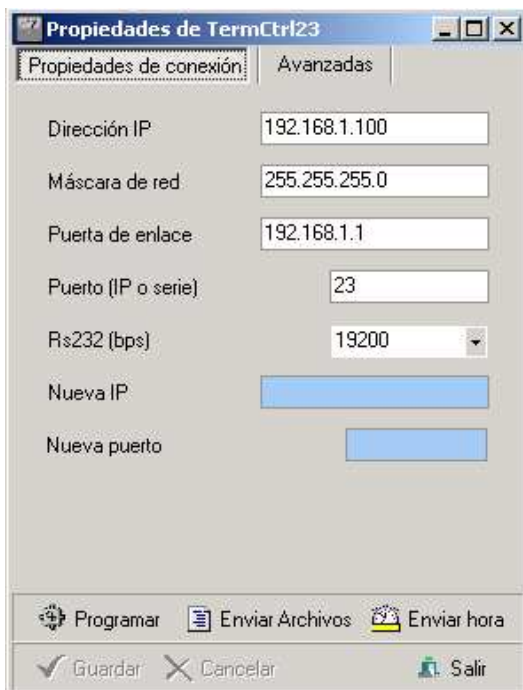 Propiedades de TermCtrl23
Propiedades de conexión Avanzadas
Dirección IP 192.168.1.100
Máscara de red 255.255.255.0
Puerta de enlace 192.168.1.1
Puerto (IP o serie) 23
Rs232 (bps) 19200
Nueva IP
Nueva puerto
Programar Enviar Archivos Enviar hora
Guardar Cancelar Salir